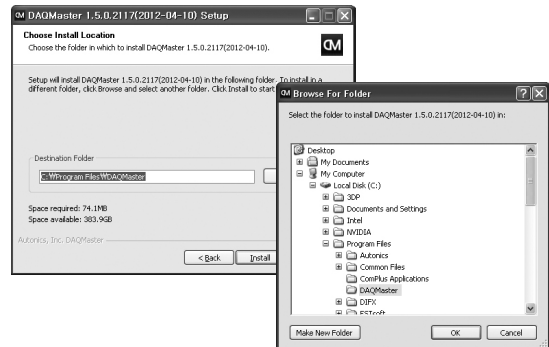 DAQMaster 1.5.0.2117(2012-04-10) Setup
Choose Install Location
Choose the folder in which to install DAQMaster 1.5.0.2117(2012-04-10).
Setup will install DAQMaster 1.5.0.2117(2012-04-10) in the following folder. To install in a
different folder, click Browse and select another folder. Click Install to start
Destination Folder
C:₩Program Files₩DAQMaster
Space required: 74.1MB
Space available: 383.9GB
Autonics, Inc. DAQMaster
< Back
Install
Browse For Folder
Select the folder to install DAQMaster 1.5.0.2117(2012-04-10) in:
Desktop
My Documents
My Computer
Local Disk (C:)
3DP
Documents and Settings
Intel
NVIDIA
Program Files
Autonics
Common Files
ComPlus Applications
DAQMaster
DIFX
ESTsoft
Make New Folder
OK
Cancel